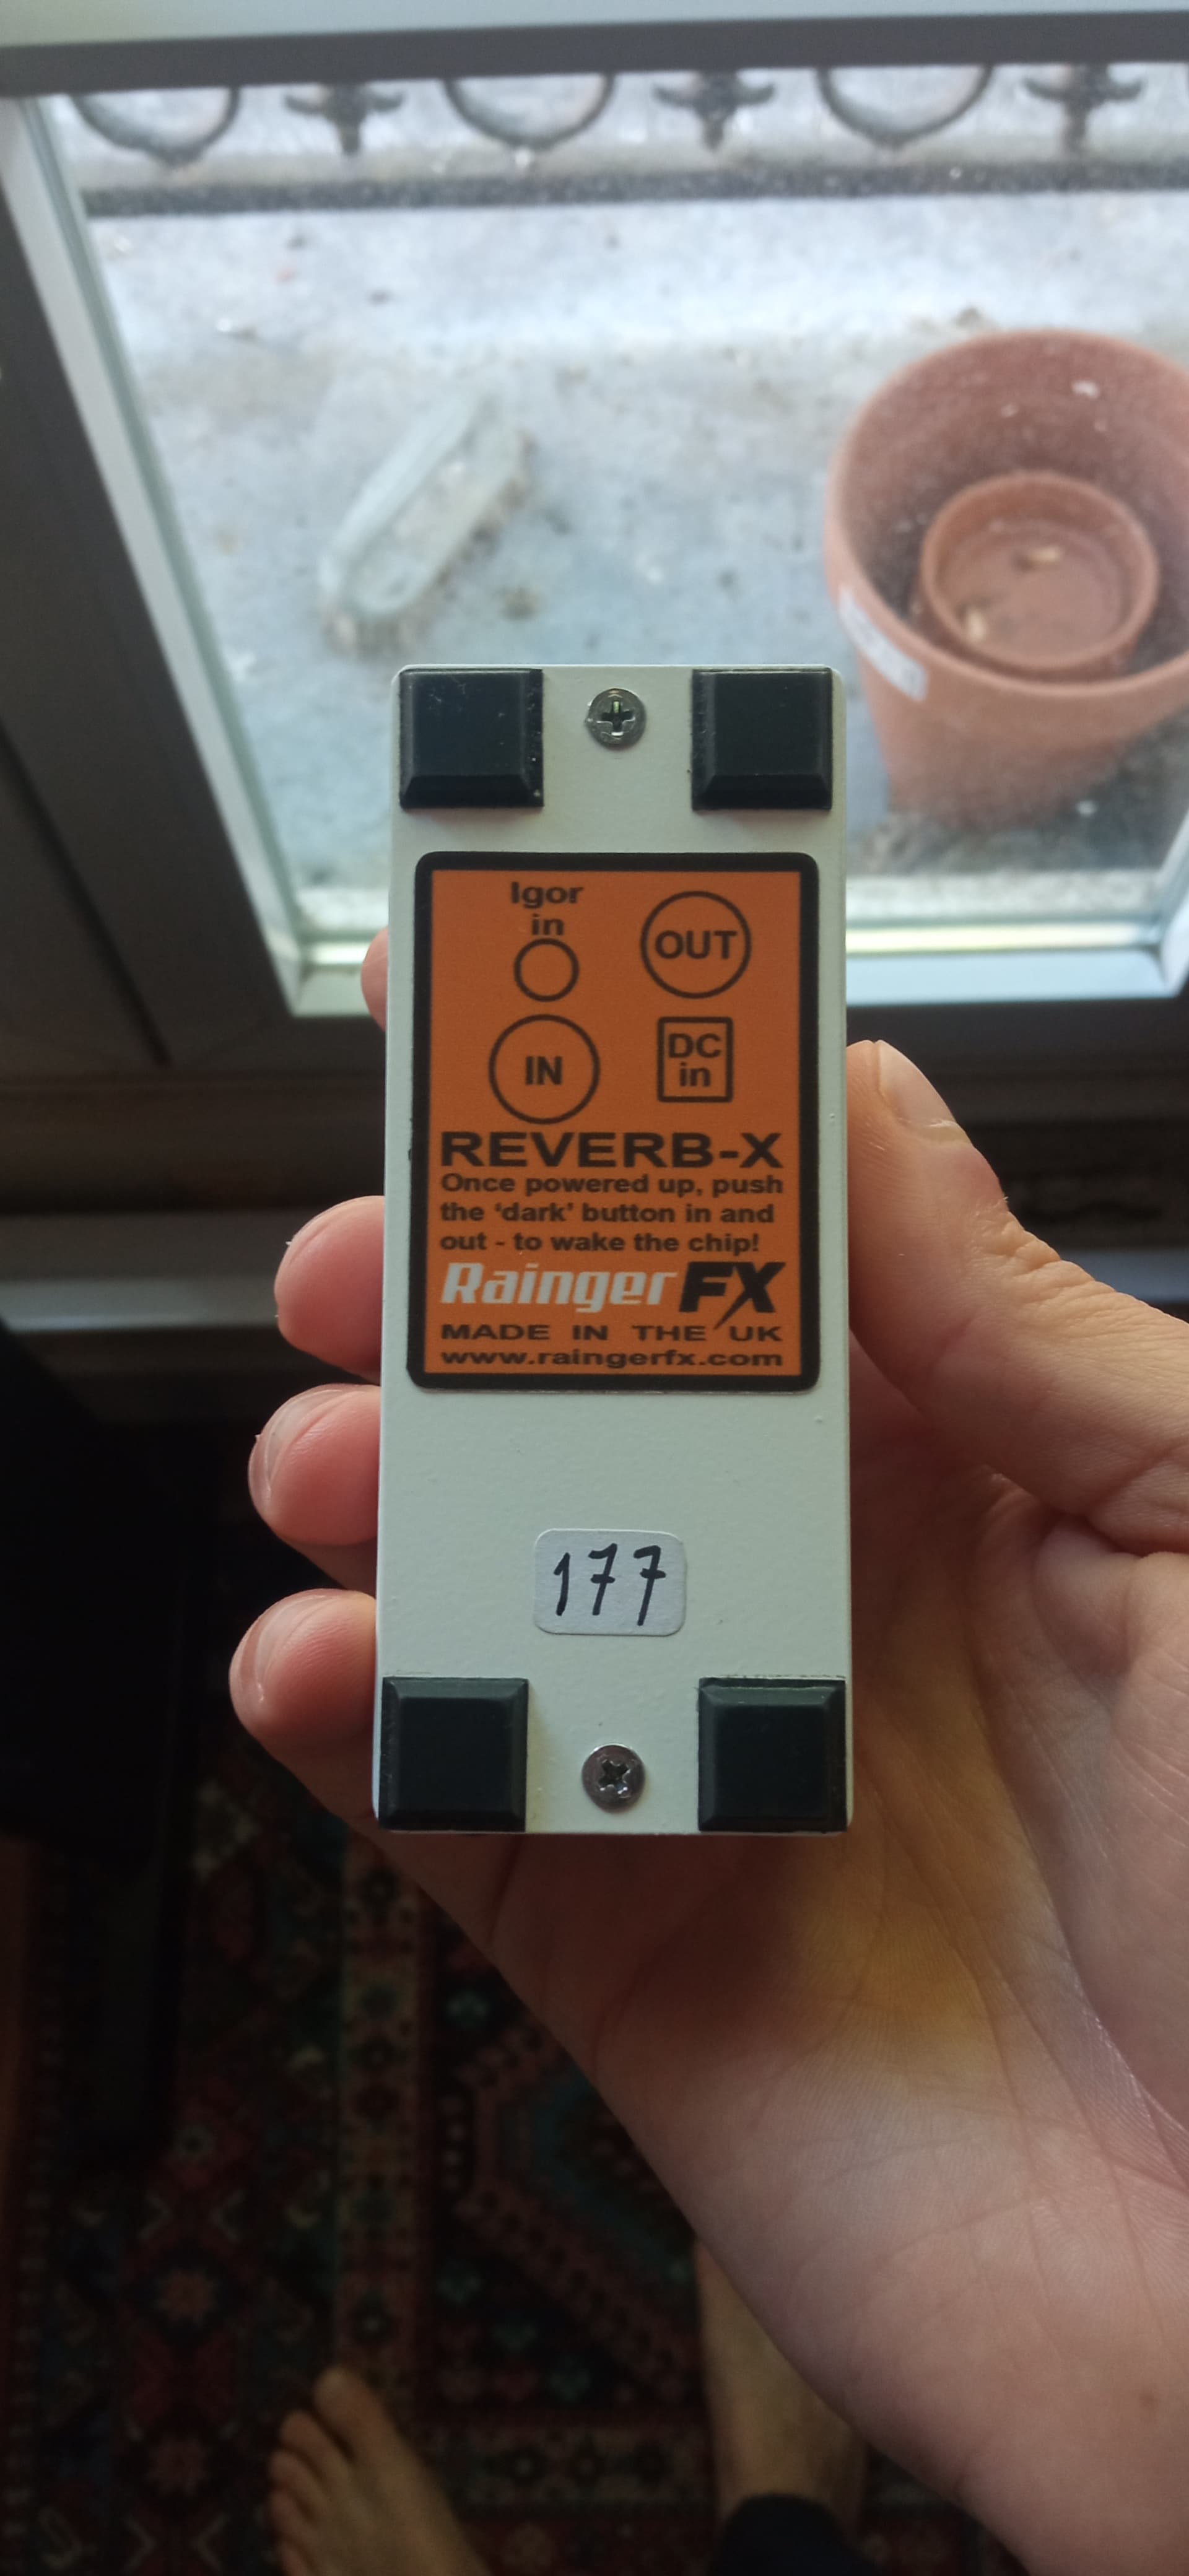 Igor
in
OUT
IN
DC
in
REVERB-X
Once powered up, push
the ‘dark’ button in and
out - to wake the chip!
Rainger FX
MADE IN THE UK
www.raingerfx.com
177